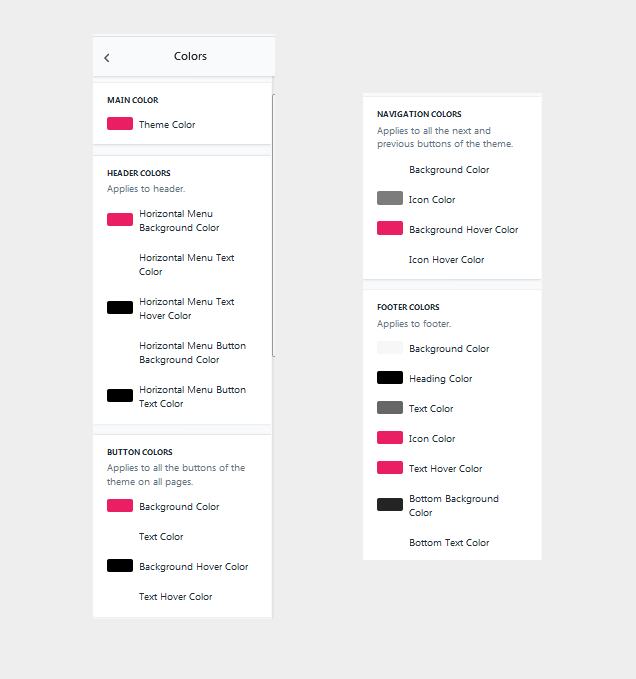 Colors
MAIN COLOR
Theme Color
HEADER COLORS
Applies to header.
Horizontal Menu
Background Color
Horizontal Menu Text
Color
Horizontal Menu Text
Hover Color
Horizontal Menu Button
Background Color
Horizontal Menu Button
Text Color
BUTTON COLORS
Applies to all the buttons of the
theme on all pages.
Background Color
Text Color
Background Hover Color
Text Hover Color
NAVIGATION COLORS
Applies to all the next and
previous buttons of the theme.
Background Color
Icon Color
Background Hover Color
Icon Hover Color
FOOTER COLORS
Applies to footer.
Background Color
Heading Color
Text Color
Icon Color
Text Hover Color
Bottom Background
Color
Bottom Text Color